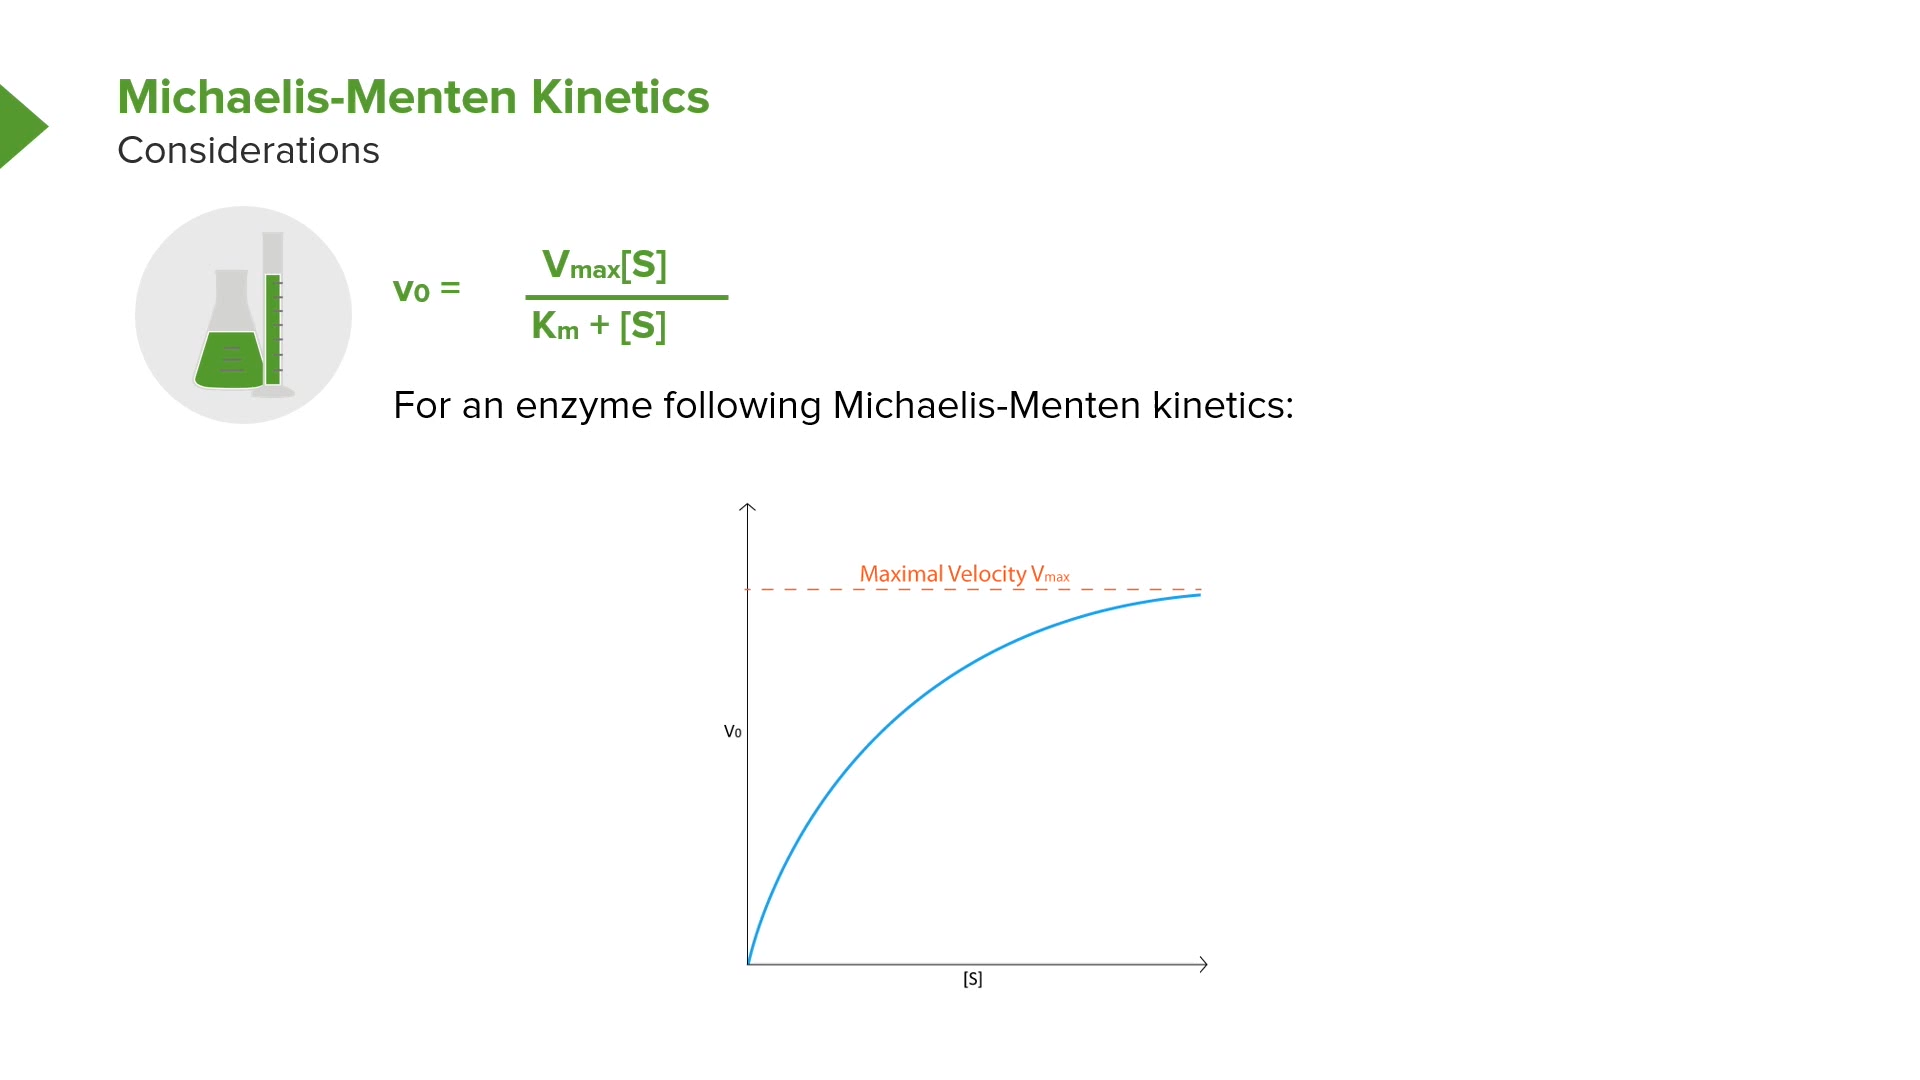 Michaelis-Menten Kinetics
Considerations
v₀ =
Vmax[S]
Km + [S]
For an enzyme following Michaelis-Menten kinetics:
Maximal Velocity Vmax
V₀
[S]